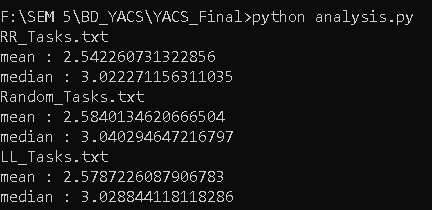 F:\SEM 5\BD_YACS\YACS_Final>python analysis.py
RR_Tasks.txt
mean : 2.542260731322856
median : 3.022271156311035
Random_Tasks.txt
mean : 2.5840134620666504
median : 3.040294647216797
LL_Tasks.txt
mean : 2.5787226087906783
median : 3.028844118118286